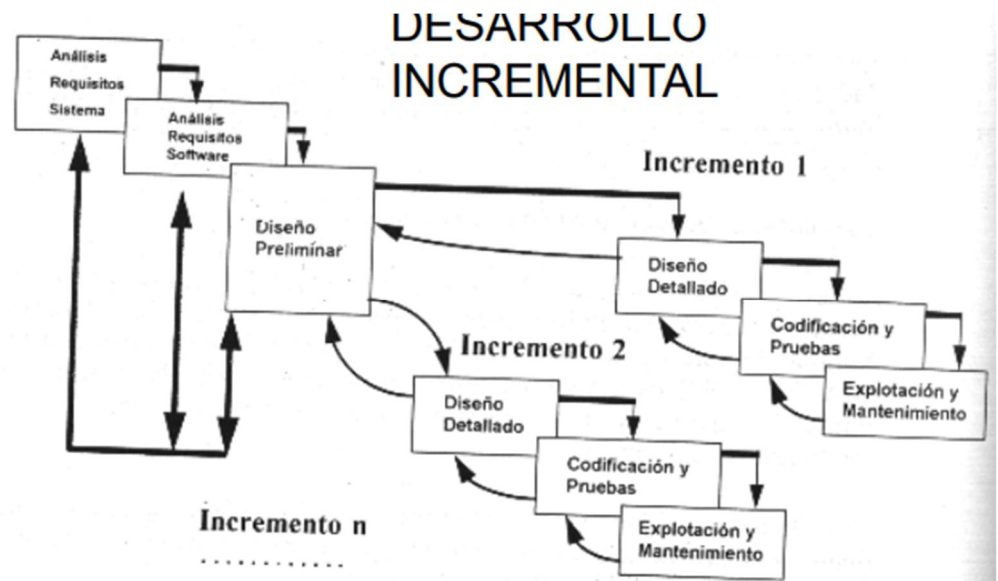 DESARROLLO
INCREMENTAL
Análisis
Requisitos
Sistema
Análisis
Requisitos
Software
Diseño
Preliminar
Incremento 1
Diseño
Detallado
Codificación y
Pruebas
Explotación y
Mantenimiento
Incremento 2
Diseño
Detallado
Codificación y
Pruebas
Explotación y
Mantenimiento
Incremento n
. . . . . . . . . . . .